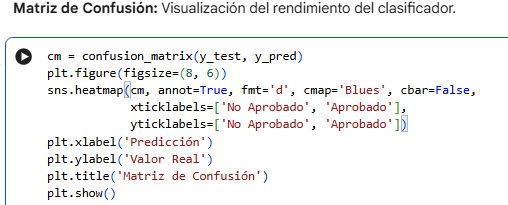 Matriz de Confusión: Visualización del rendimiento del clasificador.
cm = confusion_matrix(y_test, y_pred)
plt.figure(figsize=(8, 6))
sns.heatmap(cm, annot=True, fmt='d', cmap='Blues', cbar=False,
            xticklabels=['No Aprobado', 'Aprobado'],
            yticklabels=['No Aprobado', 'Aprobado'])
plt.xlabel('Predicción')
plt.ylabel('Valor Real')
plt.title('Matriz de Confusión')
plt.show()